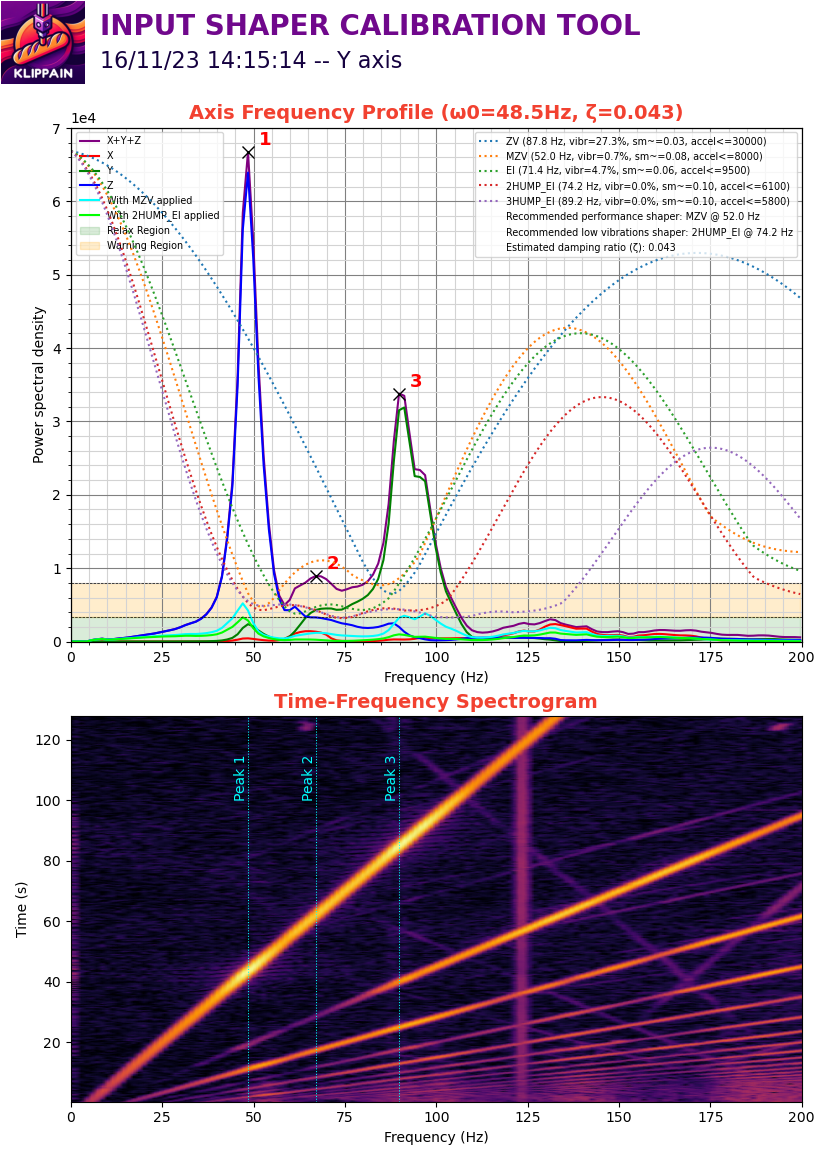 KLIPPAIN
INPUT SHAPER CALIBRATION TOOL
16/11/23 14:15:14 -- Y axis
Axis Frequency Profile (ω0=48.5Hz, ζ=0.043)
1e4
7
6
5
4
3
2
1
0
Power spectral density
X+Y+Z
X
Y
Z
With MZV applied
With 2HUMP_EI applied
Relax Region
Warning Region
1
2
3
ZV (87.8 Hz, vibr=27.3%, sm~=0.03, accel<=30000)
MZV (52.0 Hz, vibr=0.7%, sm~=0.08, accel<=8000)
EI (71.4 Hz, vibr=4.7%, sm~=0.06, accel<=9500)
2HUMP_EI (74.2 Hz, vibr=0.0%, sm~=0.10, accel<=6100)
3HUMP_EI (89.2 Hz, vibr=0.0%, sm~=0.10, accel<=5800)
Recommended performance shaper: MZV @ 52.0 Hz
Recommended low vibrations shaper: 2HUMP_EI @ 74.2 Hz
Estimated damping ratio (ζ): 0.043
0 25 50 75 100 125 150 175 200
Frequency (Hz)
Time-Frequency Spectrogram
120
100
80
60
40
20
Time (s)
Peak 1
Peak 2
Peak 3
0 25 50 75 100 125 150 175 200
Frequency (Hz)